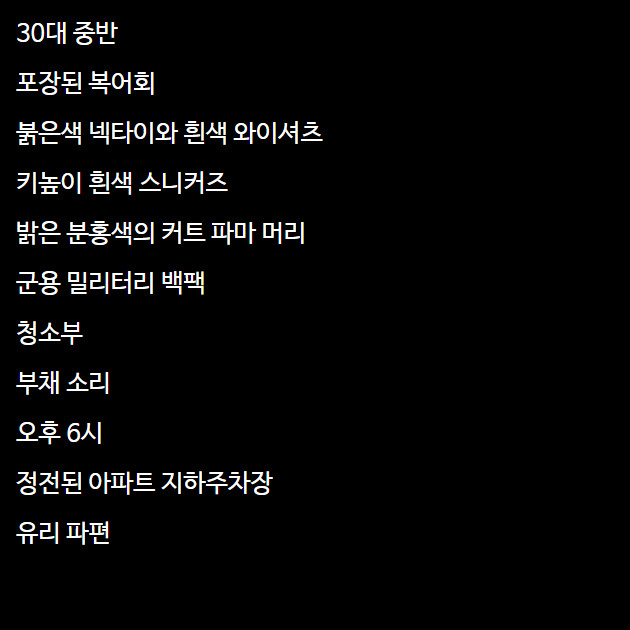 30대 중반
포장된 복어회
붉은색 넥타이와 흰색 와이셔츠
키높이 흰색 스니커즈
밝은 분홍색의 커트 파마 머리
군용 밀리터리 백팩
청소부
부채 소리
오후 6시
정전된 아파트 지하주차장
유리 파편